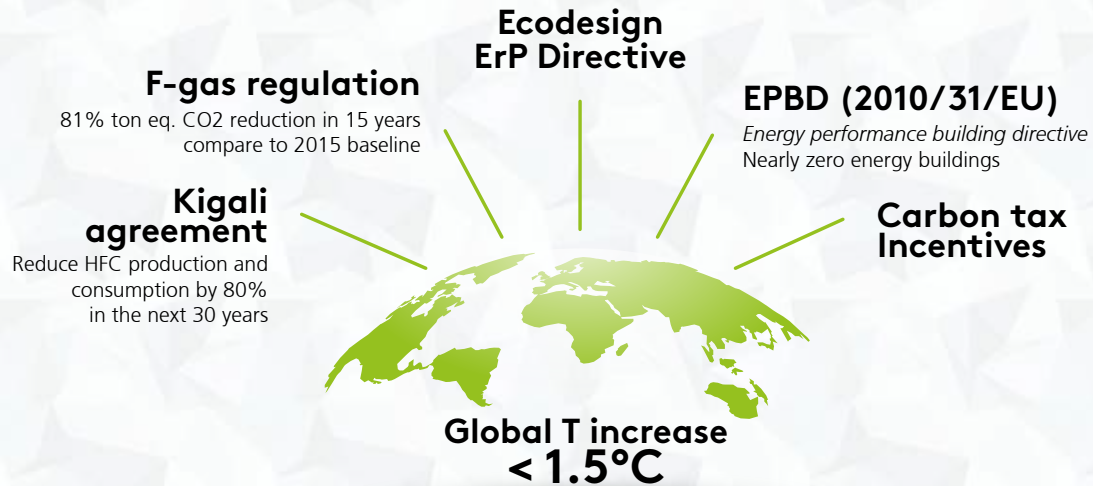 Ecodesign
ErP Directive
F-gas regulation
81% ton eq. CO2 reduction in 15 years
compare to 2015 baseline
EPBD (2010/31/EU)
Energy performance building directive
Nearly zero energy buildings
Kigali
agreement
Reduce HFC production and
consumption by 80%
in the next 30 years
Carbon tax
Incentives
Global T increase
< 1.5°C